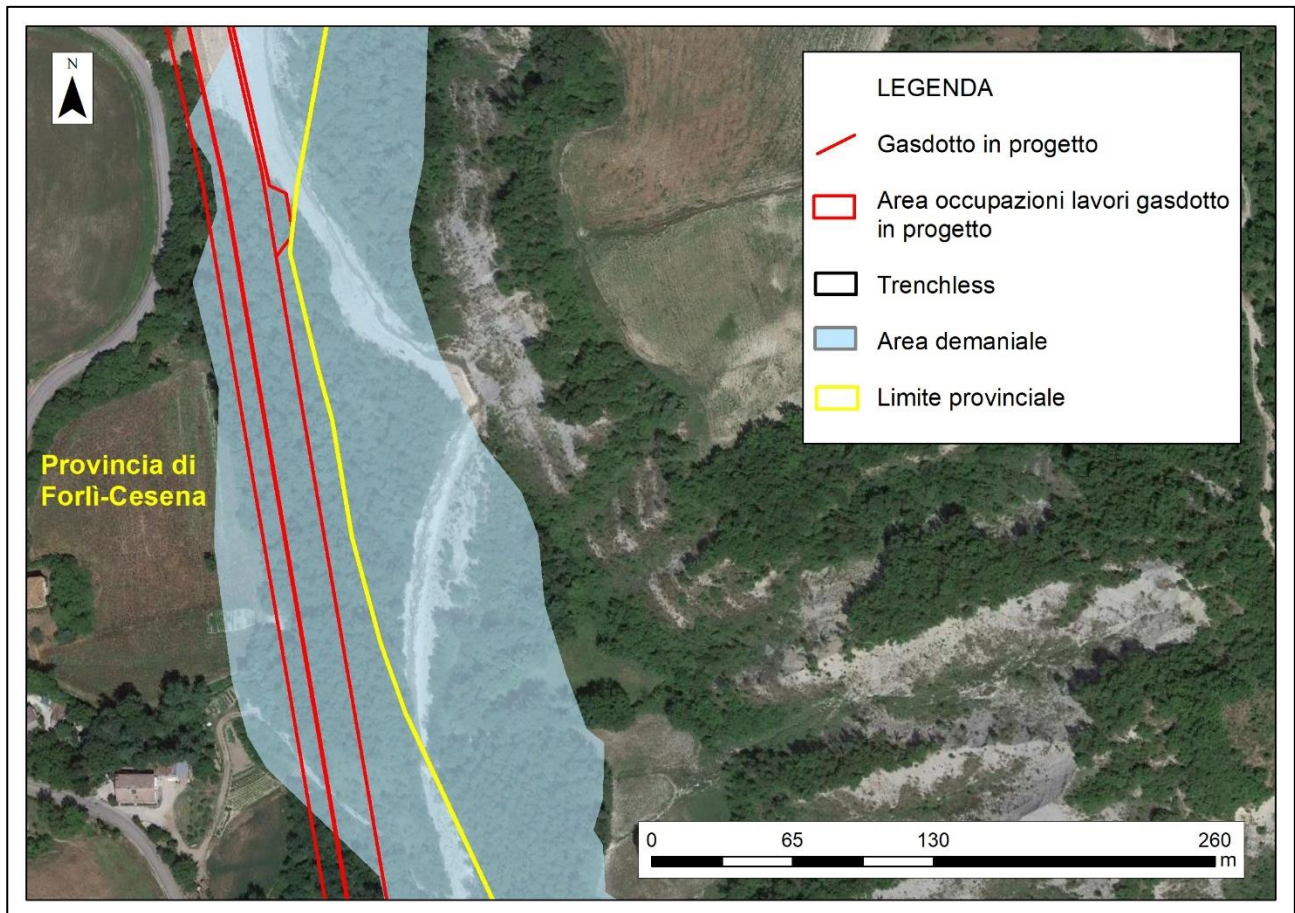 N
LEGENDA
Gasdotto in progetto
Area occupazioni lavori gasdotto
in progetto
Trenchless
Area demaniale
Limite provinciale
Provincia di
Forlì-Cesena
0 65 130 260
m